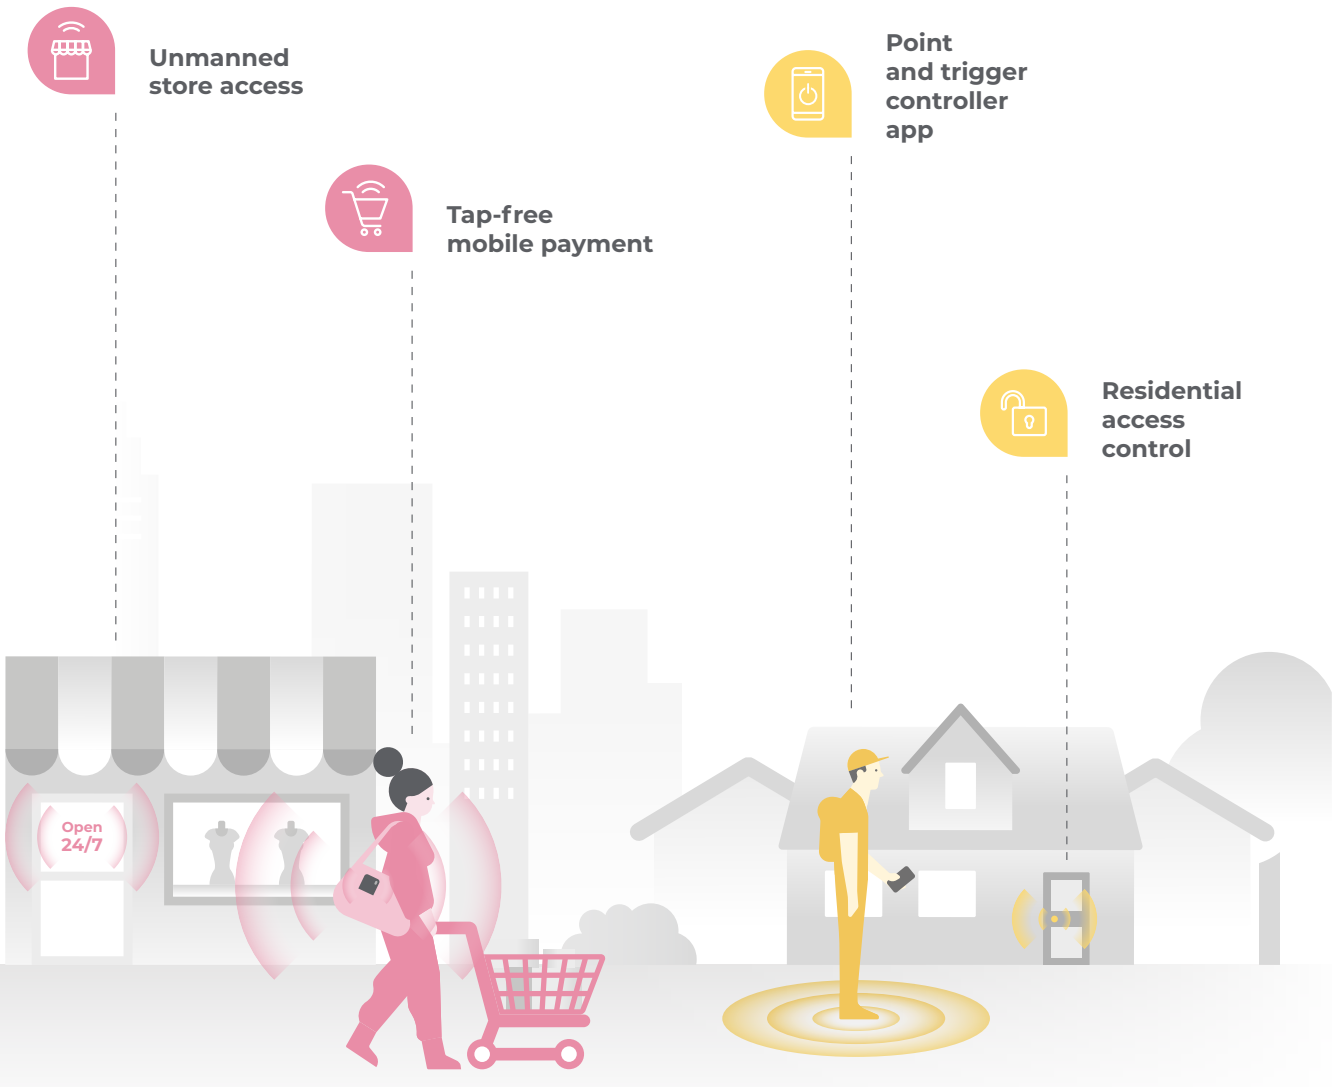 Unmanned
store access
Tap-free
mobile payment
Point
and trigger
controller
app
Residential
access
control
Open
24/7